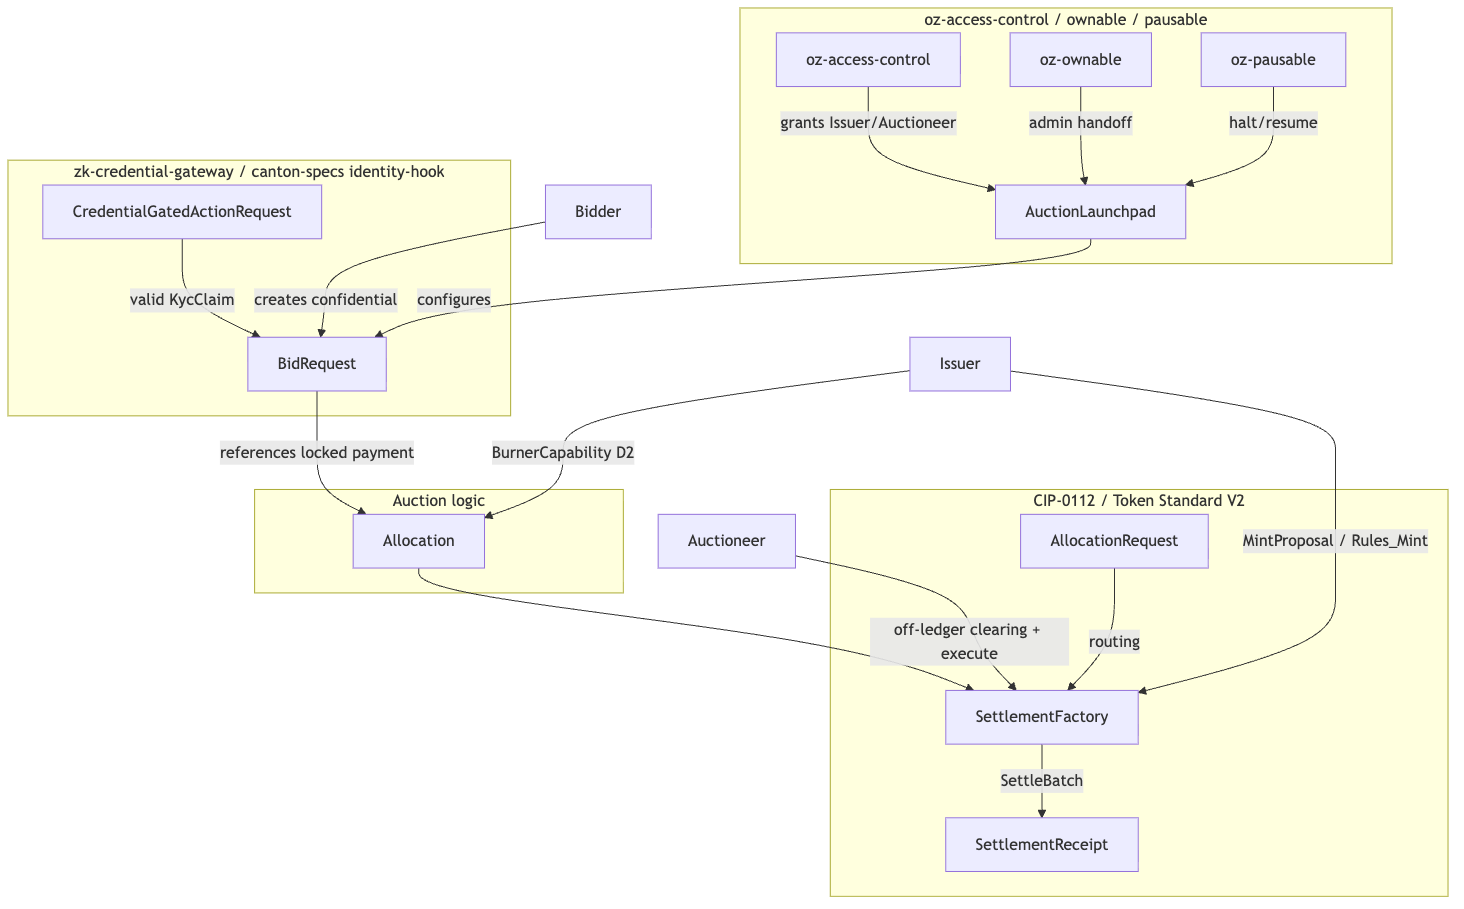 oz-access-control / ownable / pausable
oz-access-control
oz-ownable
oz-pausable
grants Issuer/Auctioneer
admin handoff
halt/resume
zk-credential-gateway / canton-specs identity-hook
CredentialGatedActionRequest
Bidder
AuctionLaunchpad
valid KycClaim
creates confidential
configures
BidRequest
Issuer
references locked payment
BurnerCapability D2
Auction logic
CIP-0112 / Token Standard V2
Allocation
Auctioneer
AllocationRequest
MintProposal / Rules_Mint
off-ledger clearing +
execute
routing
SettlementFactory
SettleBatch
SettlementReceipt